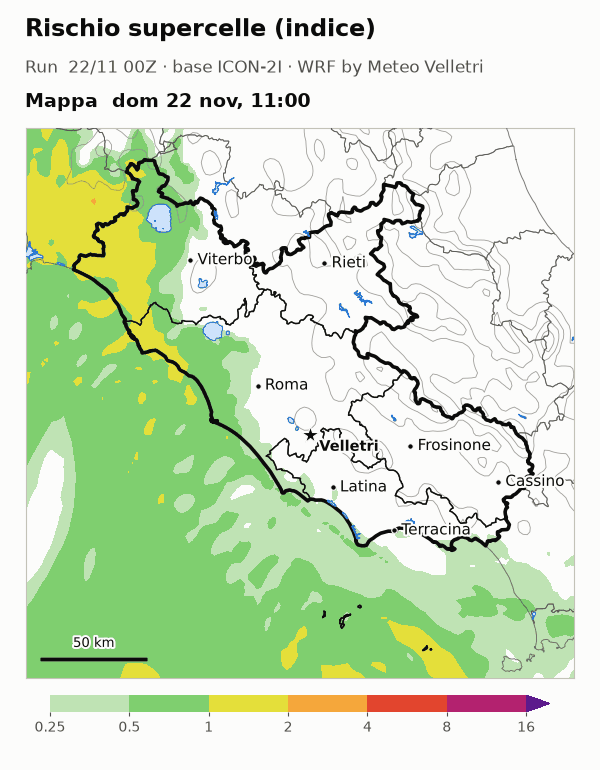 Rischio supercelle (indice)
Run  22/11 00Z · base ICON-2I · WRF by Meteo Velletri
Mappa  dom 22 nov, 11:00
Viterbo
Rieti
Roma
Velletri
Frosinone
Cassino
Latina
Terracina
50 km
0.25 0.5 1 2 4 8 16